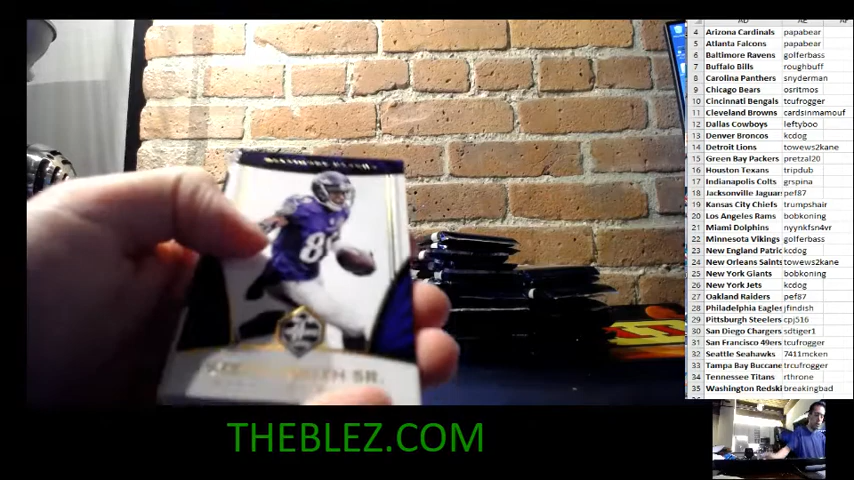 AD AE AF
4 Arizona Cardinals papabear
5 Atlanta Falcons papabear
6 Baltimore Ravens golferbass
7 Buffalo Bills roughbuff
8 Carolina Panthers snyderman
9 Chicago Bears osritmos
10 Cincinnati Bengals tcufrogger
11 Cleveland Browns cardsinmamouf
12 Dallas Cowboys leftyboo
13 Denver Broncos kcdog
14 Detroit Lions towews2kane
15 Green Bay Packers pretzal20
16 Houston Texans tripdub
17 Indianapolis Colts grspina
18 Jacksonville Jaguar pef87
19 Kansas City Chiefs trumpshair
20 Los Angeles Rams bobkoning
21 Miami Dolphins nyynkfsn4vr
22 Minnesota Vikings golferbass
23 New England Patric kcdog
24 New Orleans Saints towews2kane
25 New York Giants bobkoning
26 New York Jets kcdog
27 Oakland Raiders pef87
28 Philadelphia Eagles jfindish
29 Pittsburgh Steelers cpj516
30 San Diego Chargers sdtiger1
31 San Francisco 49ers tcufrogger
32 Seattle Seahawks 7411mcken
33 Tampa Bay Buccane trcufrogger
34 Tennessee Titans rthrone
35 Washington Redski breakingbad
SR.
THEBLEZ.COM